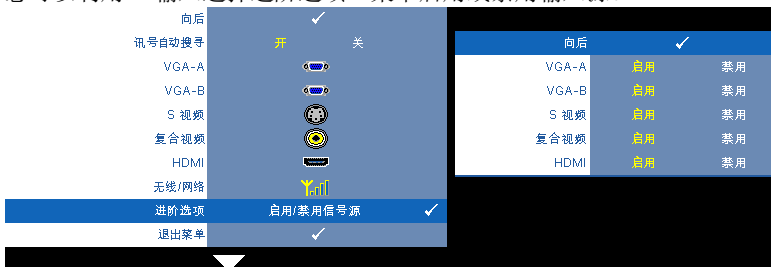 向后
讯号自动搜寻 开 关
VGA-A
VGA-B
S 视频
复合视频
HDMI
无线/网络
进阶选项 启用/禁用信号源
退出菜单
向后
VGA-A 启用 禁用
VGA-B 启用 禁用
S 视频 启用 禁用
复合视频 启用 禁用
HDMI 启用 禁用